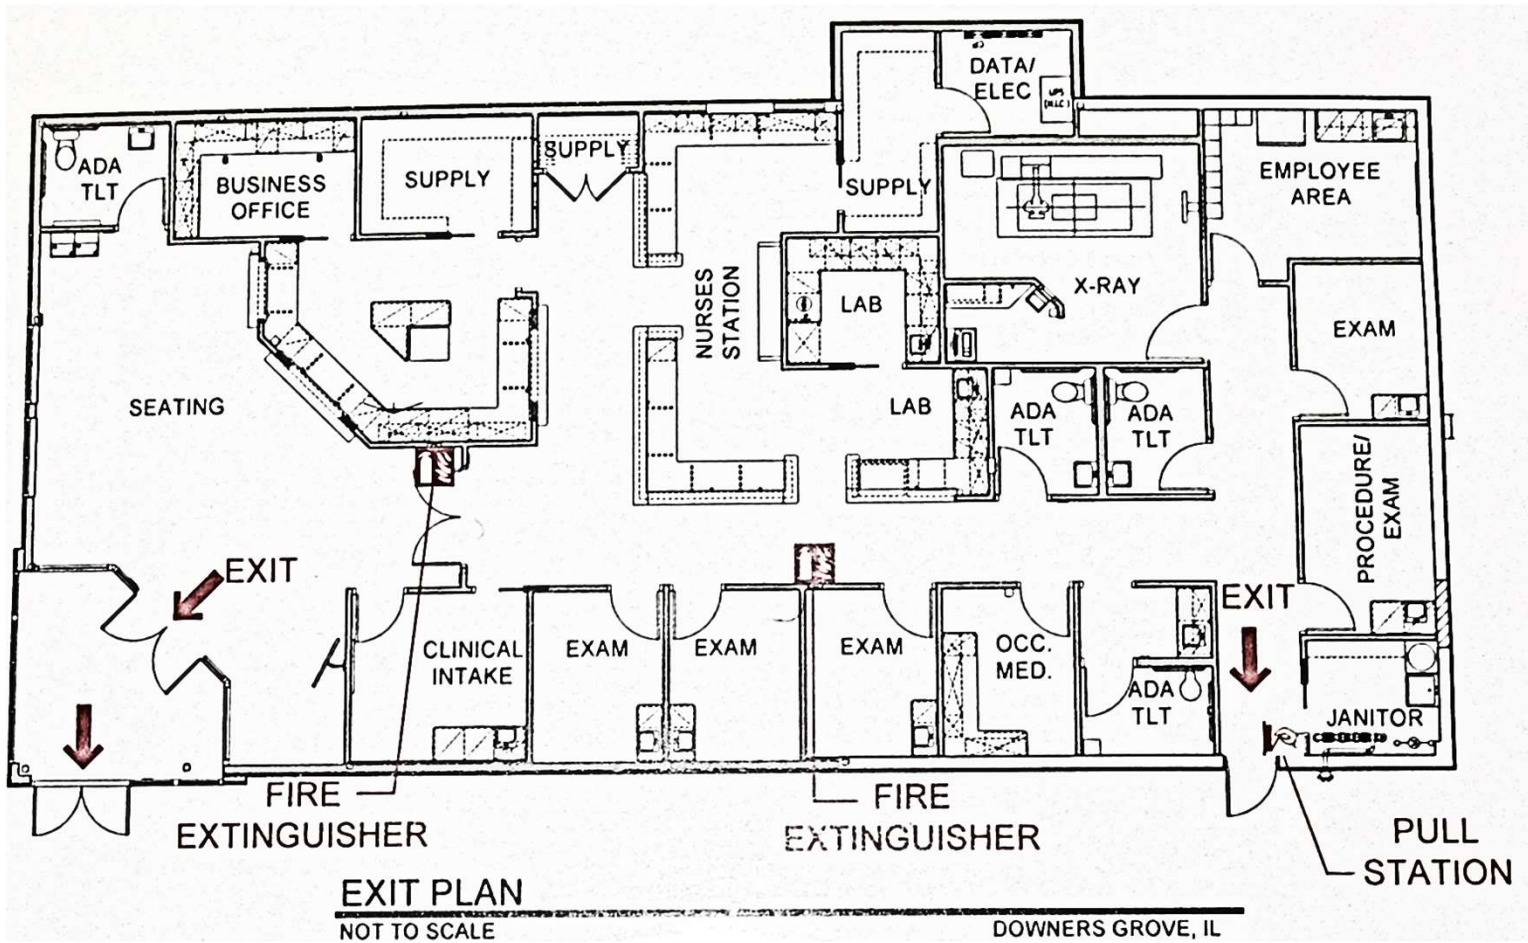 DATA/
ELEC
UPS
(N.I.C.)
ADA
TLT
BUSINESS
OFFICE
SUPPLY
SUPPLY
SUPPLY
EMPLOYEE
AREA
X-RAY
NURSES
STATION
LAB
EXAM
SEATING
LAB
ADA
TLT
ADA
TLT
PROCEDURE/
EXAM
EXIT
EXIT
CLINICAL
INTAKE
EXAM
EXAM
EXAM
OCC.
MED.
ADA
TLT
JANITOR
FIRE
EXTINGUISHER
FIRE
EXTINGUISHER
PULL
STATION
EXIT PLAN
NOT TO SCALE
DOWNERS GROVE, IL